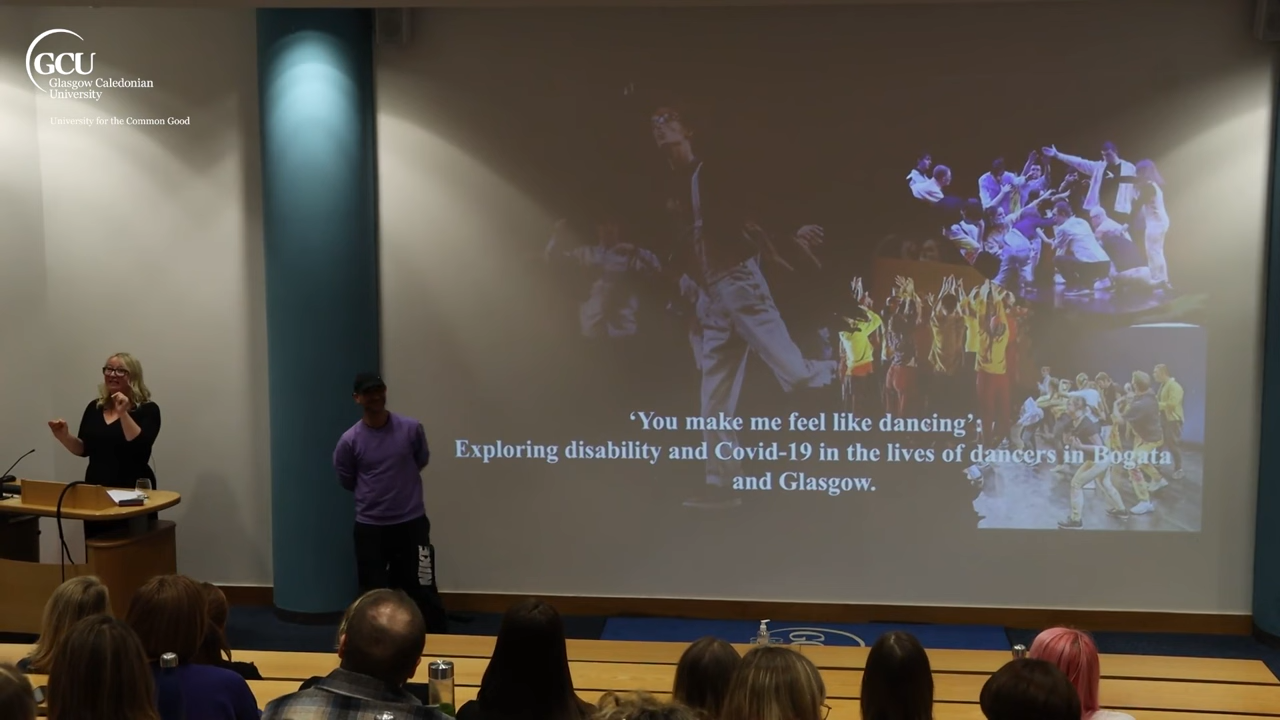 GCU
Glasgow Caledonian
University
University for the Common Good
‘You make me feel like dancing’:
Exploring disability and Covid-19 in the lives of dancers in Bogata
and Glasgow.
NIKE